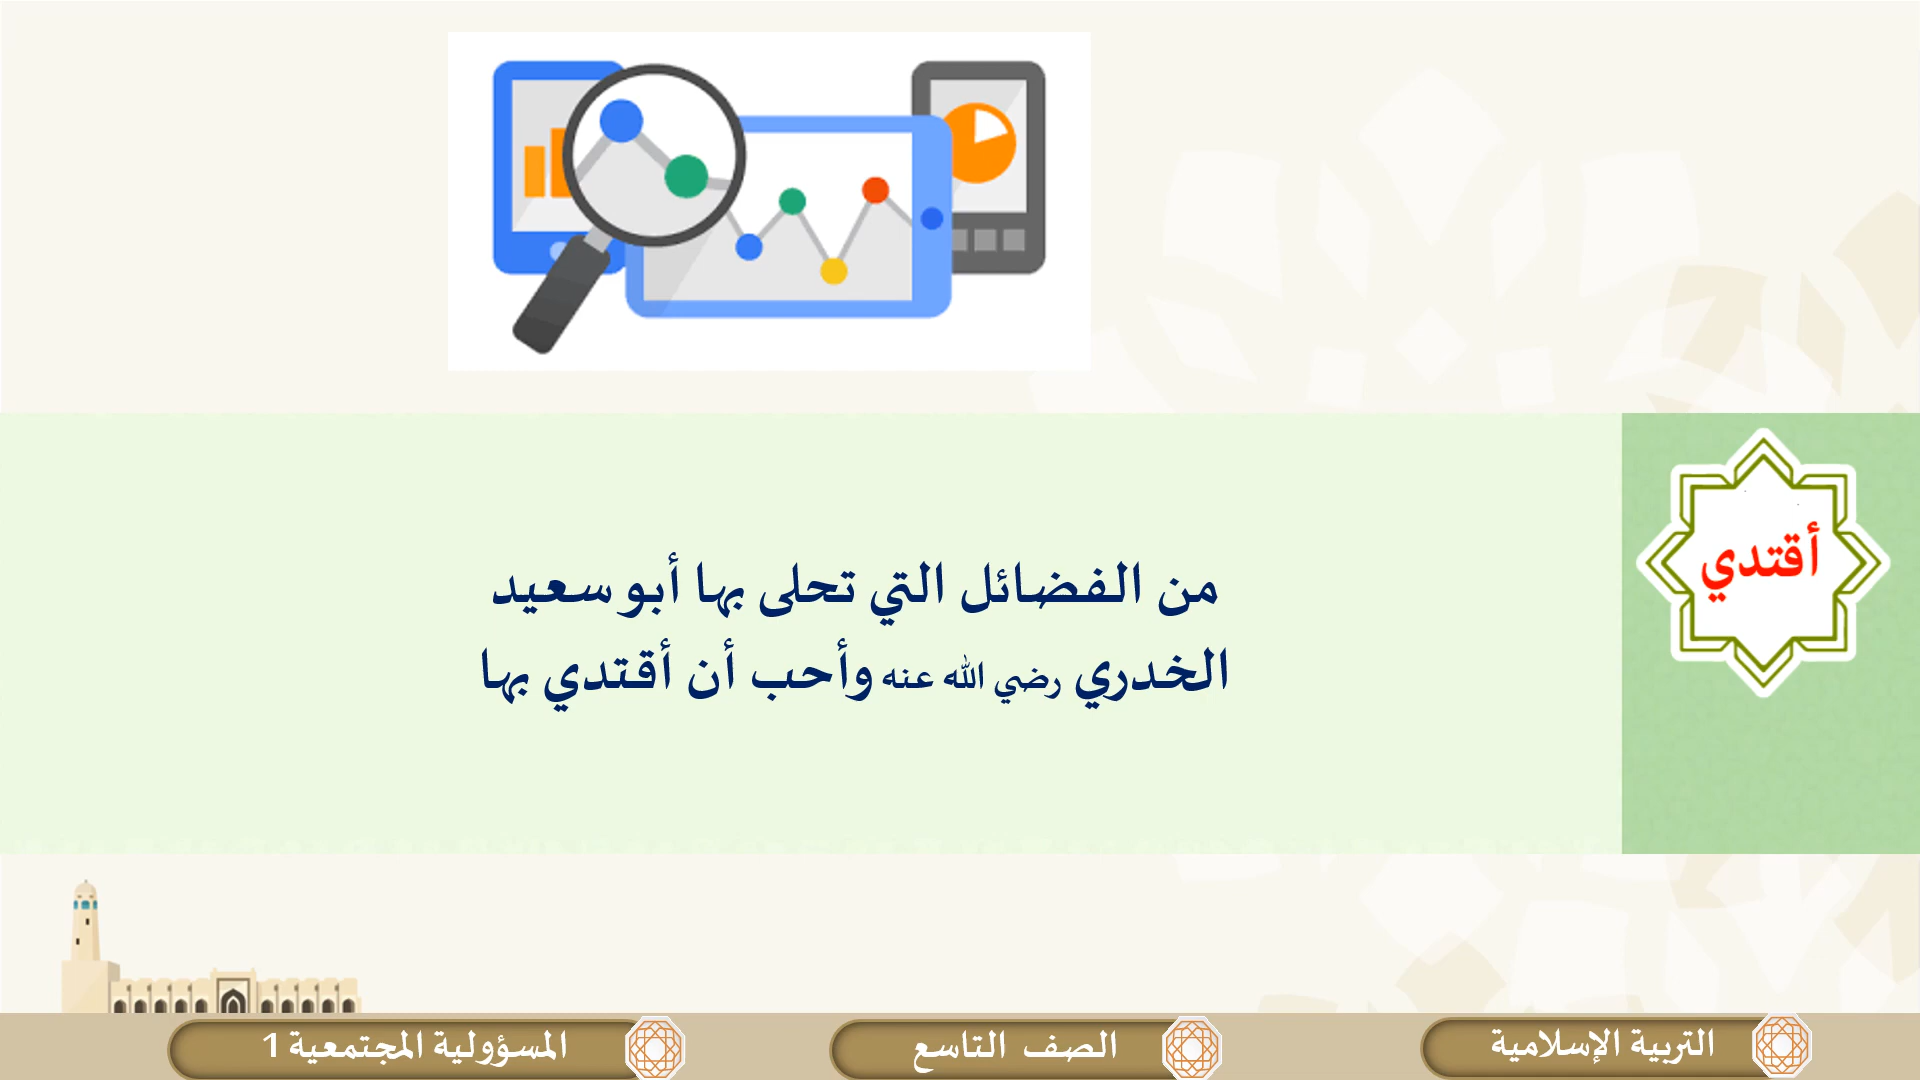 أقتدي
من الفضائل التي تحلى بها أبو سعيد
الخدري رضي الله عنه وأحب أن أقتدي بها
التربية الإسلامية
الصف التاسع
المسؤولية المجتمعية 1